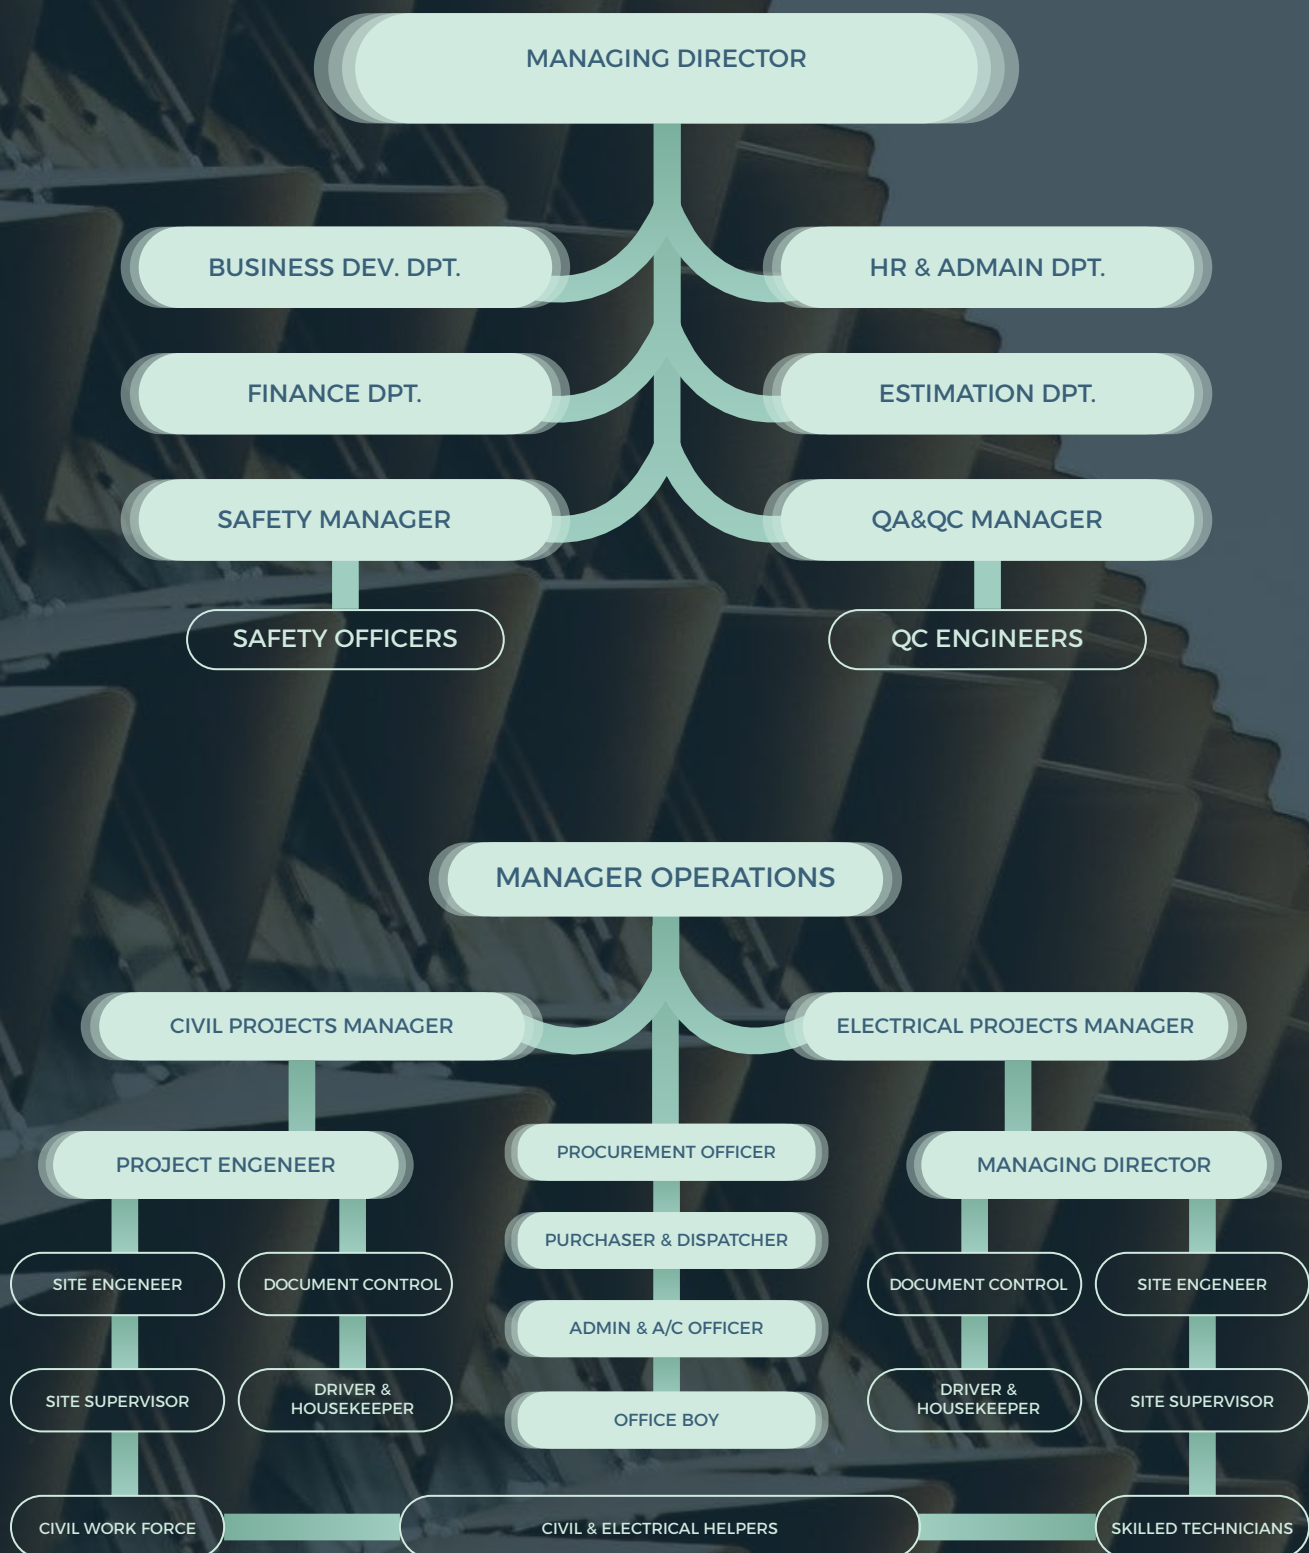 MANAGING DIRECTOR
BUSINESS DEV. DPT.
HR & ADMAIN DPT.
FINANCE DPT.
ESTIMATION DPT.
SAFETY MANAGER
QA&QC MANAGER
SAFETY OFFICERS
QC ENGINEERS
MANAGER OPERATIONS
CIVIL PROJECTS MANAGER
ELECTRICAL PROJECTS MANAGER
PROJECT ENGENEER
PROCUREMENT OFFICER
MANAGING DIRECTOR
PURCHASER & DISPATCHER
SITE ENGENEER
DOCUMENT CONTROL
DOCUMENT CONTROL
SITE ENGENEER
ADMIN & A/C OFFICER
SITE SUPERVISOR
DRIVER &
HOUSEKEEPER
OFFICE BOY
DRIVER &
HOUSEKEEPER
SITE SUPERVISOR
CIVIL WORK FORCE
CIVIL & ELECTRICAL HELPERS
SKILLED TECHNICIANS